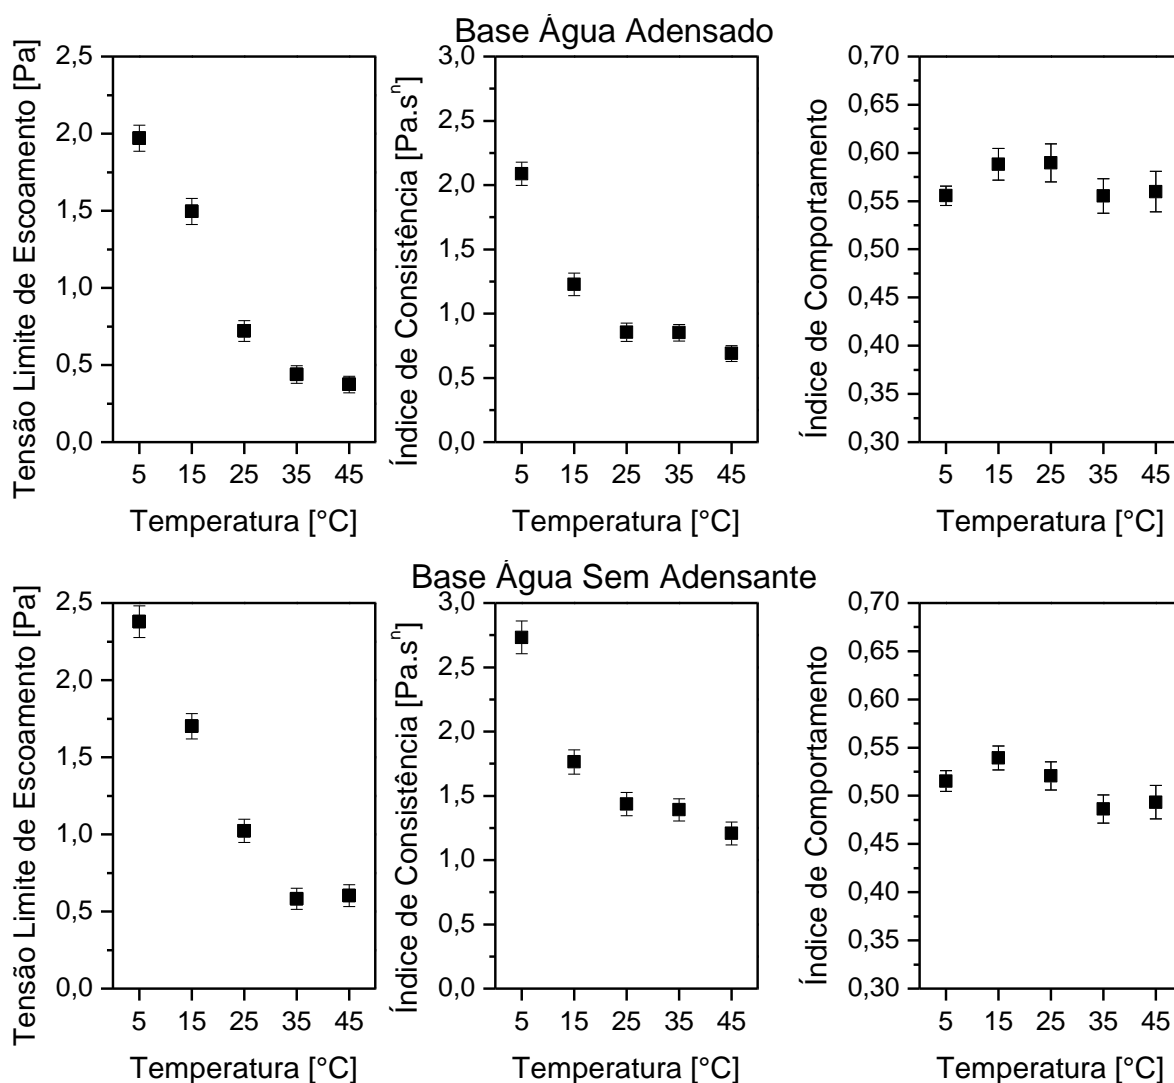 Base Água Adensado
Tensão Limite de Escoamento [Pa]
2,5
2,0
1,5
1,0
0,5
0,0
5 15 25 35 45
Temperatura [°C]
Índice de Consistência [Pa.sⁿ]
3,0
2,5
2,0
1,5
1,0
0,5
0,0
5 15 25 35 45
Temperatura [°C]
Índice de Comportamento
0,70
0,65
0,60
0,55
0,50
0,45
0,40
0,35
0,30
5 15 25 35 45
Temperatura [°C]
Base Água Sem Adensante
Tensão Limite de Escoamento [Pa]
2,5
2,0
1,5
1,0
0,5
0,0
5 15 25 35 45
Temperatura [°C]
Índice de Consistência [Pa.sⁿ]
3,0
2,5
2,0
1,5
1,0
0,5
0,0
5 15 25 35 45
Temperatura [°C]
Índice de Comportamento
0,70
0,65
0,60
0,55
0,50
0,45
0,40
0,35
0,30
5 15 25 35 45
Temperatura [°C]